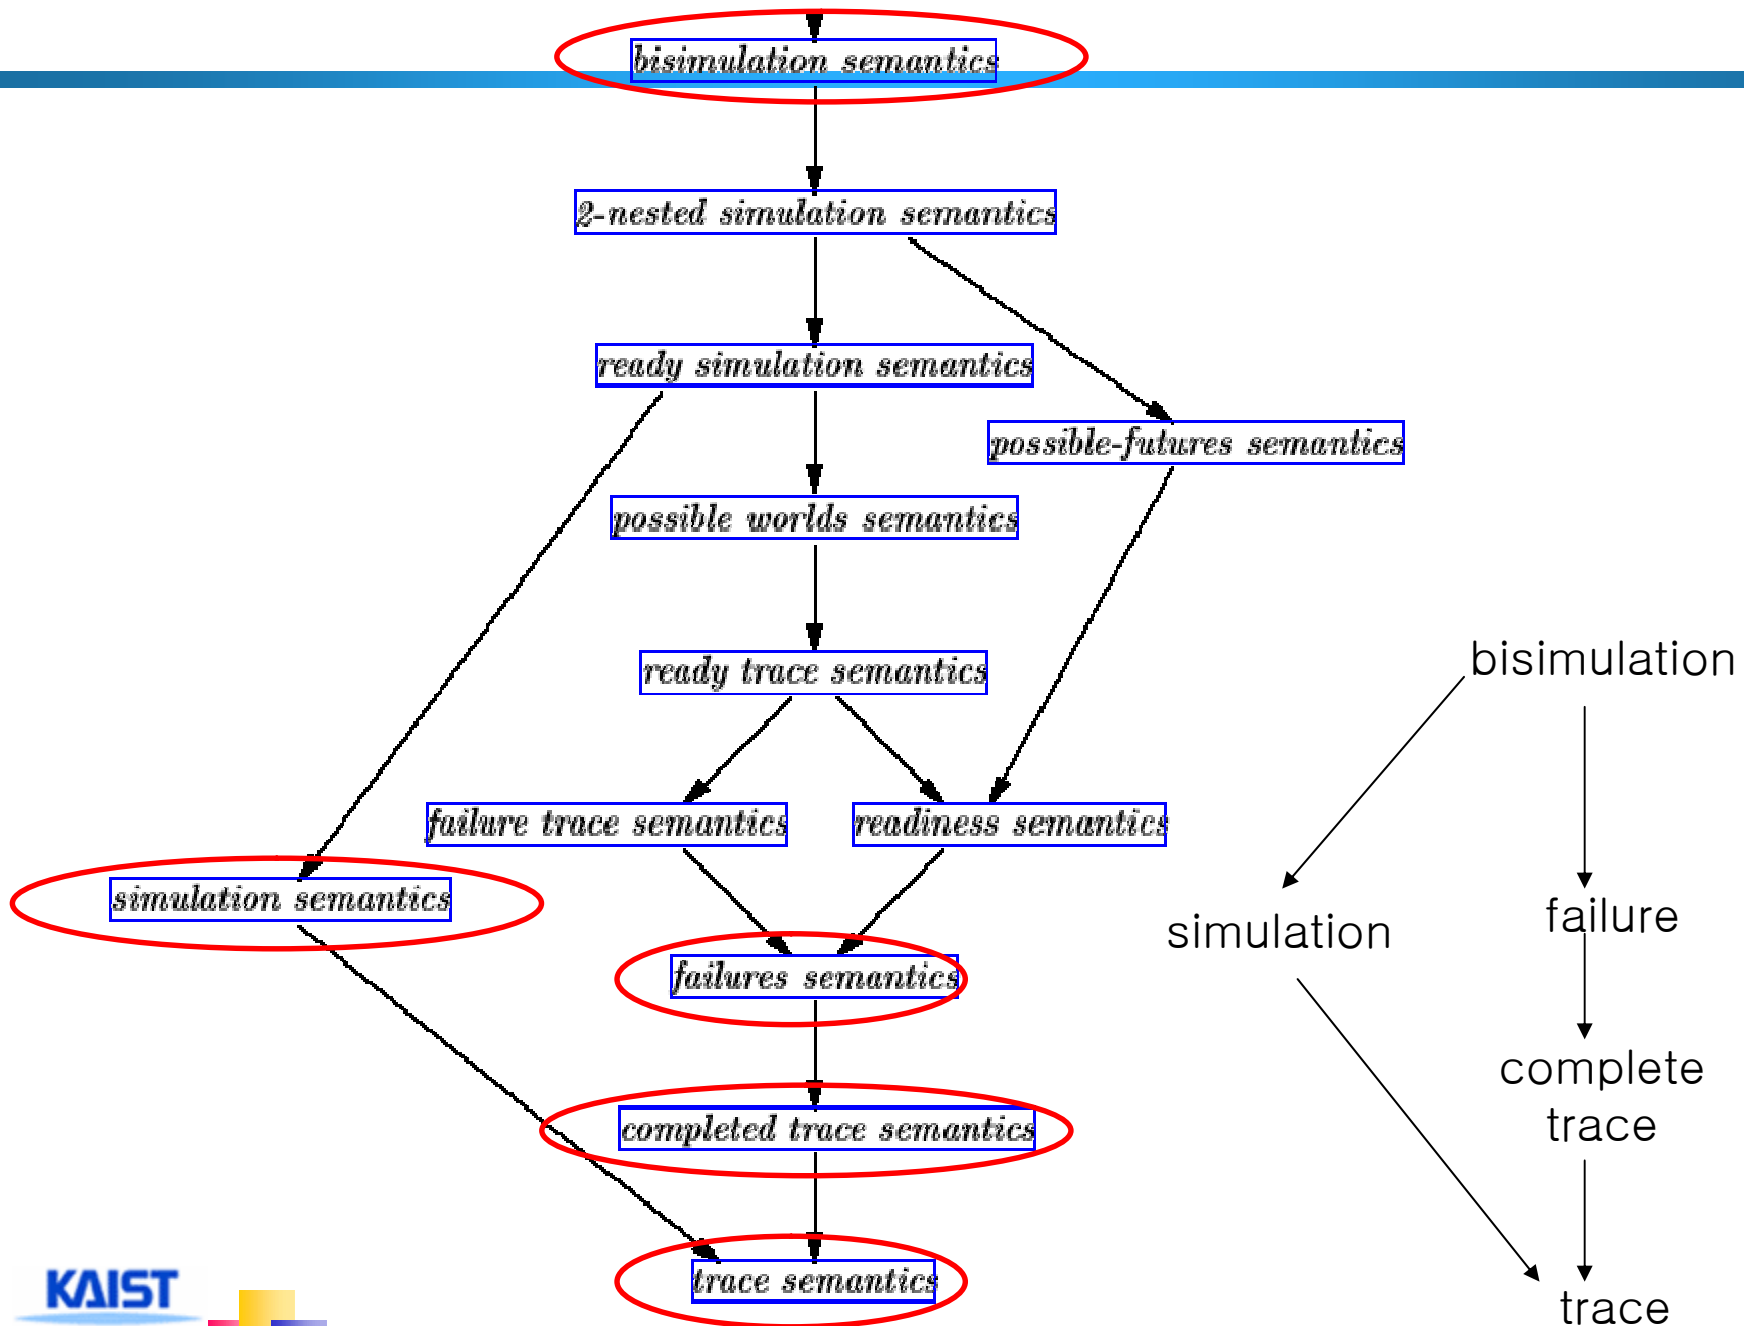 bisimulation semantics
2-nested simulation semantics
ready simulation semantics
possible-futures semantics
possible worlds semantics
ready trace semantics
failure trace semantics
readiness semantics
simulation semantics
failures semantics
completed trace semantics
trace semantics
bisimulation
simulation
failure
complete
trace
trace
KAIST